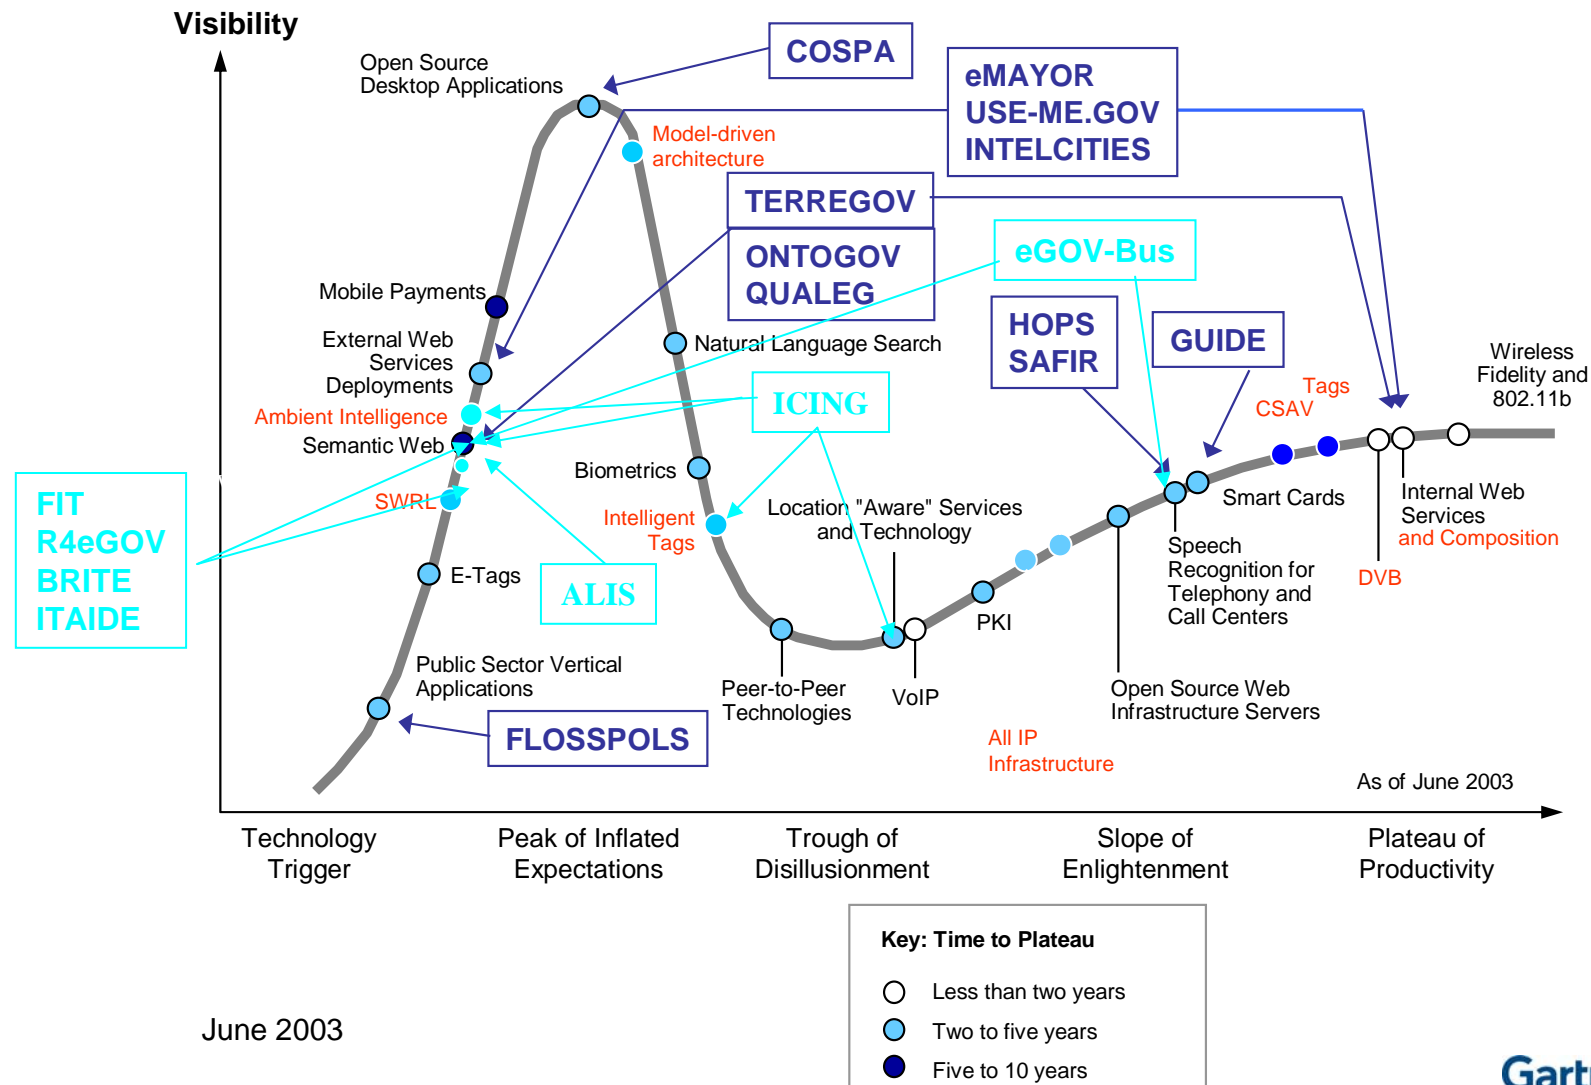 Visibility
Open Source
Desktop Applications
COSPA
eMAYOR
USE-ME.GOV
INTELCITIES
Model-driven
architecture
TERREGOV
ONTOGOV
QUALEG
eGOV-Bus
Mobile Payments
HOPS
SAFIR
GUIDE
External Web
Services
Deployments
Natural Language Search
Wireless
Fidelity and
802.11b
Tags
CSAV
Ambient Intelligence
ICING
Semantic Web
Biometrics
SWRL
FIT
R4eGOV
BRITE
ITAIDE
Intelligent
Tags
Location "Aware" Services
and Technology
Smart Cards
Internal Web
Services
and Composition
Speech
Recognition for
Telephony and
Call Centers
DVB
E-Tags
ALIS
PKI
Public Sector Vertical
Applications
Peer-to-Peer
Technologies
VoIP
Open Source Web
Infrastructure Servers
FLOSSPOLS
All IP
Infrastructure
As of June 2003
Technology
Trigger
Peak of Inflated
Expectations
Trough of
Disillusionment
Slope of
Enlightenment
Plateau of
Productivity
Key: Time to Plateau
Less than two years
Two to five years
Five to 10 years
June 2003